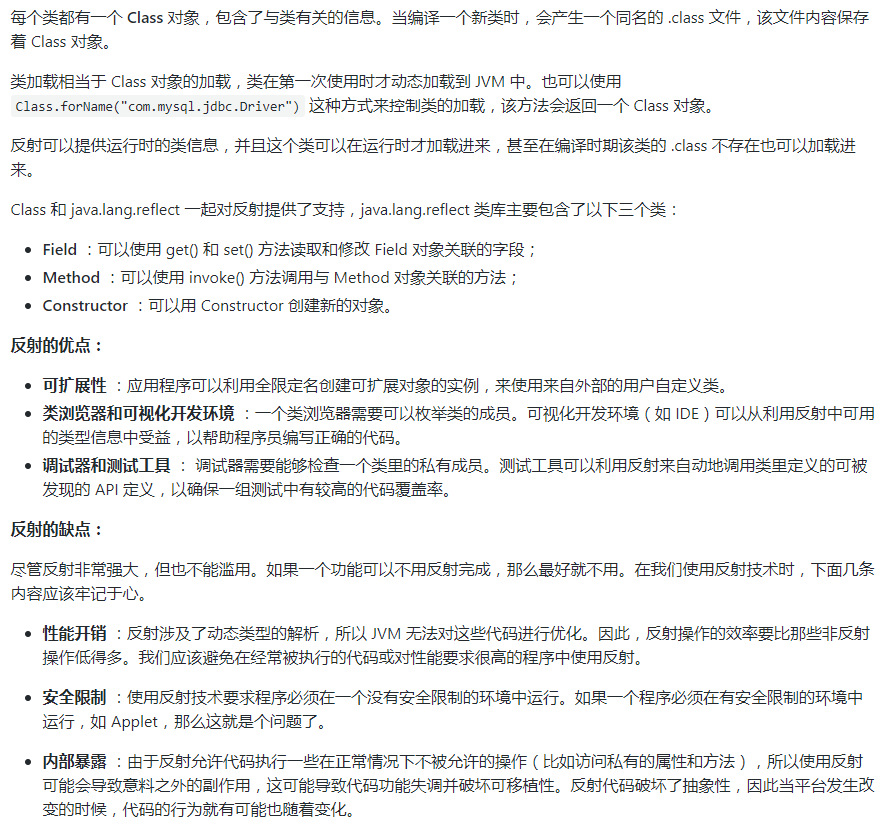 每个类都有一个 Class 对象，包含了与类有关的信息。当编译一个新类时，会产生一个同名的 .class 文件，该文件内容保存
着 Class 对象。
类加载相当于 Class 对象的加载，类在第一次使用时才动态加载到 JVM 中。也可以使用
Class.forName("com.mysql.jdbc.Driver") 这种方式来控制类的加载，该方法会返回一个 Class 对象。
反射可以提供运行时的类信息，并且这个类可以在运行时才加载进来，甚至在编译时期该类的 .class 不存在也可以加载进
来。
Class 和 java.lang.reflect 一起对反射提供了支持，java.lang.reflect 类库主要包含了以下三个类：
• Field ：可以使用 get() 和 set() 方法读取和修改 Field 对象关联的字段；
• Method ：可以使用 invoke() 方法调用与 Method 对象关联的方法；
• Constructor ：可以用 Constructor 创建新的对象。
反射的优点：
• 可扩展性 ：应用程序可以利用全限定名创建可扩展对象的实例，来使用来自外部的用户自定义类。
• 类浏览器和可视化开发环境 ：一个类浏览器需要可以枚举类的成员。可视化开发环境（如 IDE）可以从利用反射中可用
的类型信息中受益，以帮助程序员编写正确的代码。
• 调试器和测试工具 ： 调试器需要能够检查一个类里的私有成员。测试工具可以利用反射来自动地调用类里定义的可被
发现的 API 定义，以确保一组测试中有较高的代码覆盖率。
反射的缺点：
尽管反射非常强大，但也不能滥用。如果一个功能可以不用反射完成，那么最好就不用。在我们使用反射技术时，下面几条
内容应该牢记于心。
• 性能开销 ：反射涉及了动态类型的解析，所以 JVM 无法对这些代码进行优化。因此，反射操作的效率要比那些非反射
操作低得多。我们应该避免在经常被执行的代码或对性能要求很高的程序中使用反射。
• 安全限制 ：使用反射技术要求程序必须在一个没有安全限制的环境中运行。如果一个程序必须在有安全限制的环境中
运行，如 Applet，那么这就是个问题了。
• 内部暴露 ：由于反射允许代码执行一些在正常情况下不被允许的操作（比如访问私有的属性和方法），所以使用反射
可能会导致意料之外的副作用，这可能导致代码功能失调并破坏可移植性。反射代码破坏了抽象性，因此当平台发生改
变的时候，代码的行为就有可能也随着变化。